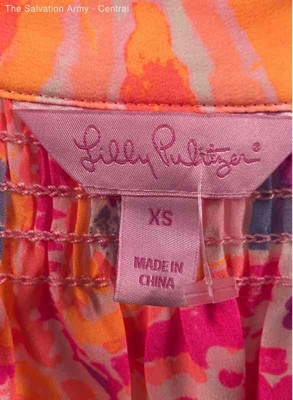 The Salvation Army - Central
Lilly Pulitzer®
XS
MADE IN
CHINA